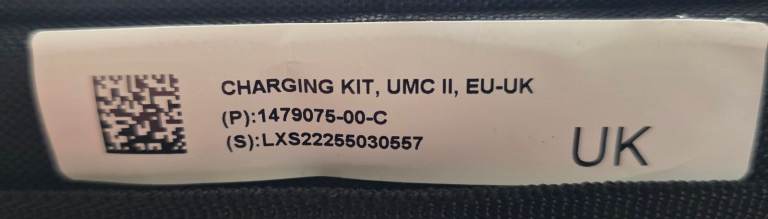 CHARGING KIT, UMC II, EU-UK
(P):1479075-00-C
(S):LXS22255030557
UK